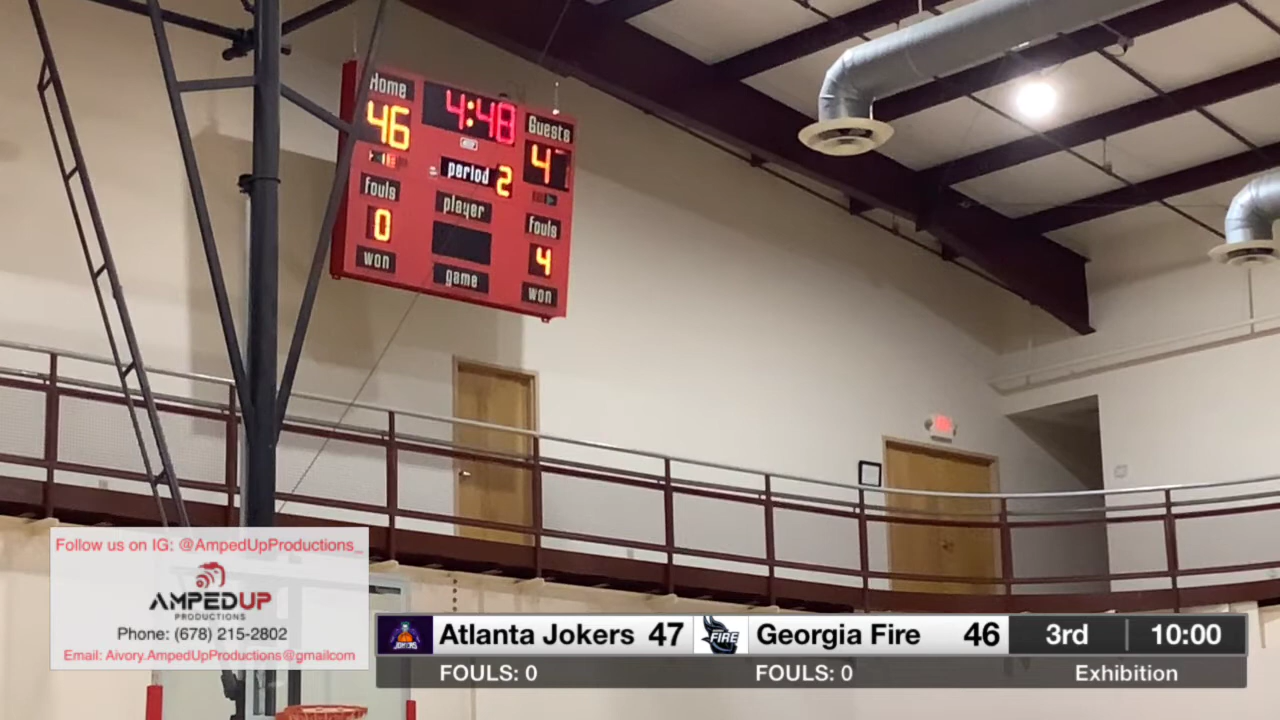 Home
46
4:48
Guests
4
period 2
fouls
0
player
fouls
4
won
game
won
Follow us on IG: @AmpedUpProductions_
AMPEDUP
PRODUCTIONS
Phone: (678) 215-2802
Email: Aivory.AmpedUpProductions@gmailcom
JOKERS
Atlanta Jokers 47
FIRE
Georgia Fire 46
3rd
10:00
FOULS: 0
FOULS: 0
Exhibition